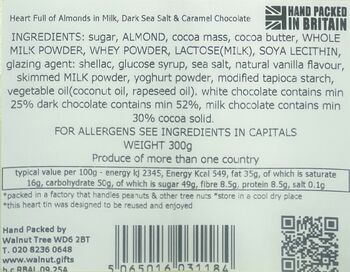 Heart Full of Almonds in Milk, Dark Sea Salt & Caramel Chocolate
HAND PACKED
IN BRITAIN
INGREDIENTS: sugar, ALMOND, cocoa mass, cocoa butter, WHOLE
MILK POWDER, WHEY POWDER, LACTOSE(MILK), SOYA LECITHIN,
glazing agent: shellac, glucose syrup, sea salt, natural vanilla flavour,
skimmed MILK powder, yoghurt powder, modified tapioca starch,
vegetable oil(coconut oil, rapeseed oil). white chocolate contains min
25% dark chocolate contains min 52%, milk chocolate contains min
30% cocoa solid.
FOR ALLERGENS SEE INGREDIENTS IN CAPITALS
WEIGHT 300g
Produce of more than one country
typical value per 100g - energy kj 2345, Energy Kcal 549, fat 35g, of which is saturate
16g, carbohydrate 50g, of which is sugar 49g, fibre 8.5g, protein 8.5g, salt 0.1g
*packed in a factory that handles peanuts & other tree nuts *store in a cool dry place
*this heart tin was designed to be reused and enjoyed
Hand Packed by
Walnut Tree WD6 2BT
T. 020 8236 0648
www.walnut.gifts
b.c RBAL 09.25A
5 065016 031184